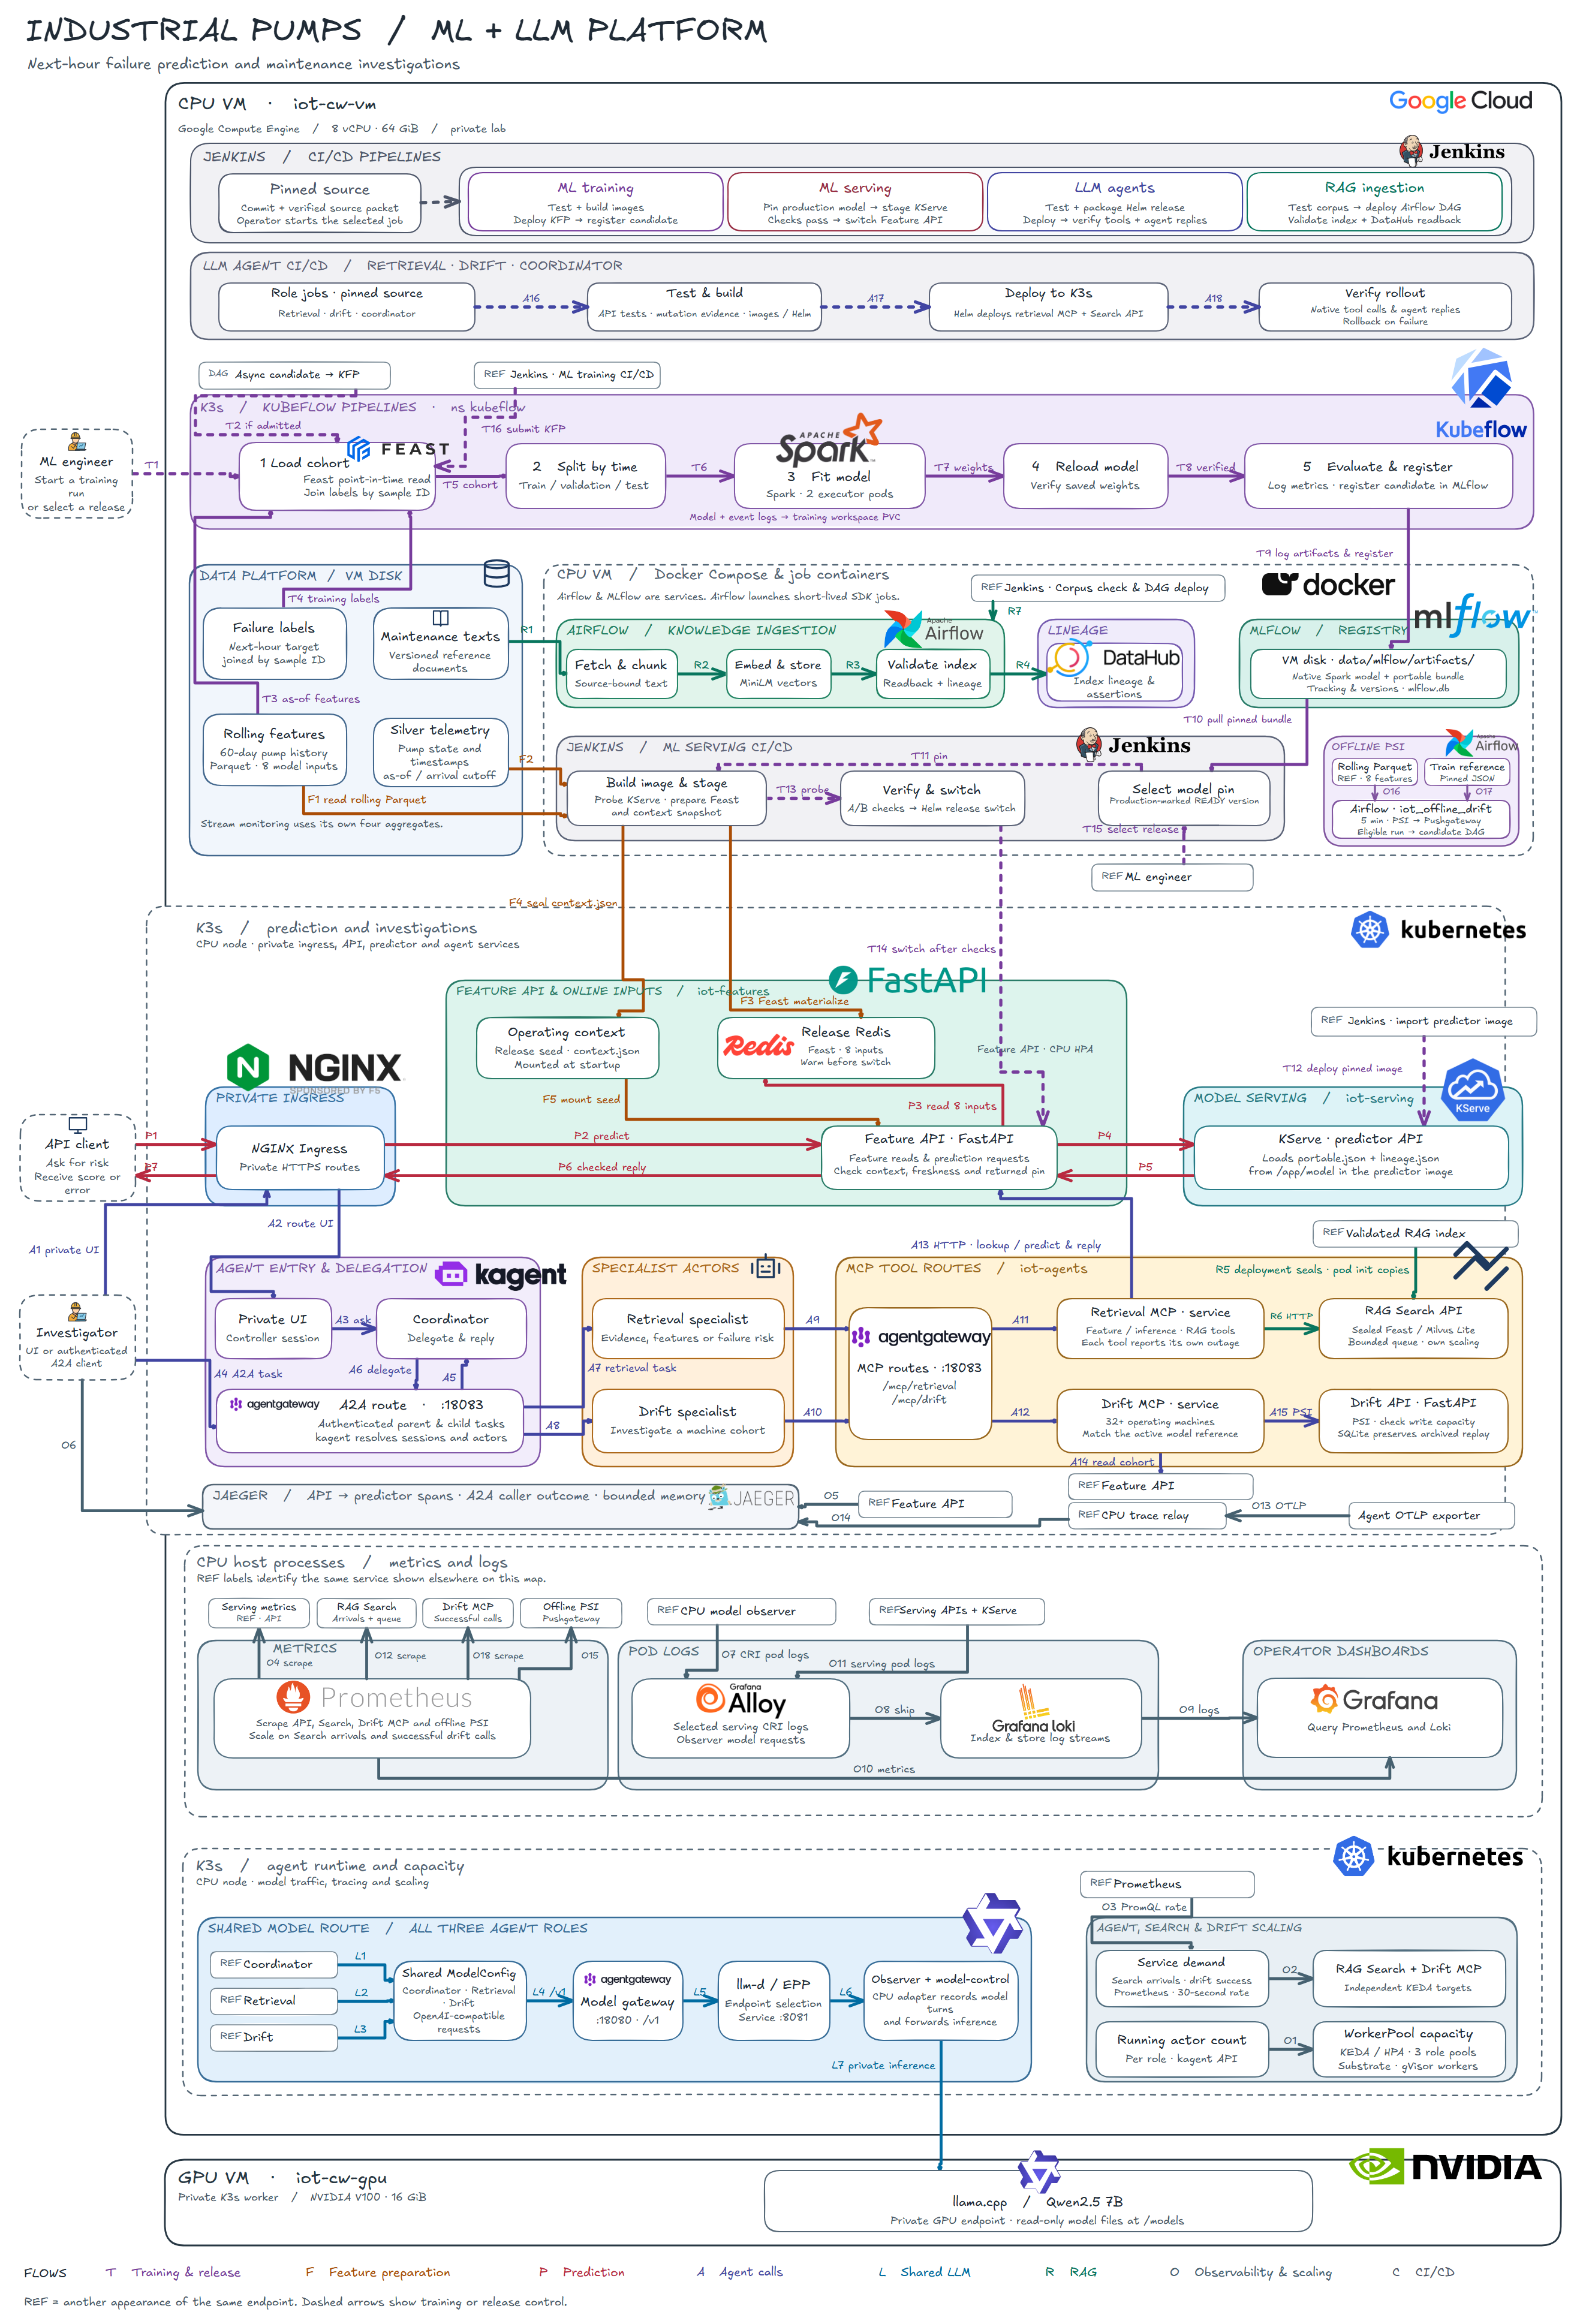 INDUSTRIAL PUMPS / ML + LLM PLATFORM
Next-hour failure prediction and maintenance investigations
CPU VM · iot-cw-vm
Google Cloud
Google Compute Engine / 8 vCPU · 64 GiB / private lab
JENKINS / CI/CD PIPELINES
Jenkins
Pinned source
Commit + verified source packet
Operator starts the selected job
ML training
Test + build images
Deploy KFP → register candidate
ML serving
Pin production model → stage KServe
Checks pass → switch Feature API
LLM agents
Test + package Helm release
Deploy → verify tools + agent replies
RAG ingestion
Test corpus → deploy Airflow DAG
Validate index + DataHub readback
LLM AGENT CI/CD / RETRIEVAL · DRIFT · COORDINATOR
Role jobs · pinned source
Retrieval · drift · coordinator
A16
Test & build
API tests · mutation evidence · images / Helm
A17
Deploy to K3s
Helm deploys retrieval MCP + Search API
A18
Verify rollout
Native tool calls & agent replies
Rollback on failure
DAG Async candidate → KFP
REF Jenkins · ML training CI/CD
K3s / KUBEFLOW PIPELINES · ns kubeflow
Kubeflow
T2 if admitted
T16 submit KFP
ML engineer
Start a training
run
or select a release
T1
1 Load cohort
FEAST
Feast point-in-time read
Join labels by sample ID
T5 cohort
2 Split by time
Train / validation / test
T6
APACHE
Spark
3 Fit model
Spark · 2 executor pods
T7 weights
4 Reload model
Verify saved weights
T8 verified
5 Evaluate & register
Log metrics · register candidate in MLflow
Model + event logs → training workspace PVC
T9 log artifacts & register
DATA PLATFORM / VM DISK
T4 training labels
Failure labels
Next-hour target
joined by sample ID
Maintenance texts
Versioned reference
documents
R1
T3 as-of features
Rolling features
60-day pump history
Parquet · 8 model inputs
Silver telemetry
Pump state and
timestamps
as-of / arrival cutoff
F2
F1 read rolling Parquet
Stream monitoring uses its own four aggregates.
CPU VM / Docker Compose & job containers
Airflow & MLflow are services. Airflow launches short-lived SDK jobs.
REF Jenkins · Corpus check & DAG deploy
R7
docker
mlflow
AIRFLOW / KNOWLEDGE INGESTION
Apache
Airflow
Fetch & chunk
Source-bound text
R2
Embed & store
MiniLM vectors
R3
Validate index
Readback + lineage
R4
LINEAGE
DataHub
Index lineage &
assertions
MLFLOW / REGISTRY
VM disk · data/mlflow/artifacts/
Native Spark model + portable bundle
Tracking & versions · mlflow.db
T10 pull pinned bundle
JENKINS / ML SERVING CI/CD
Jenkins
T11 pin
Build image & stage
Probe KServe · prepare Feast
and context snapshot
T13 probe
Verify & switch
A/B checks → Helm release switch
Select model pin
Production-marked READY version
T15 select release
REF ML engineer
OFFLINE PSI
Apache
Airflow
Rolling Parquet
REF · 8 features
Train reference
Pinned JSON
O16
O17
Airflow · iot_offline_drift
5 min · PSI → Pushgateway
Eligible run → candidate DAG
F4 seal context.json
K3s / prediction and investigations
CPU node · private ingress, API, predictor and agent services
kubernetes
T14 switch after checks
FEATURE API & ONLINE INPUTS / iot-features
FastAPI
F3 Feast materialize
Operating context
Release seed · context.json
Mounted at startup
Redis
Release Redis
Feast · 8 inputs
Warm before switch
Feature API · CPU HPA
REF Jenkins · import predictor image
T12 deploy pinned image
NGINX
SPONSORED BY F5
PRIVATE INGRESS
F5 mount seed
P3 read 8 inputs
MODEL SERVING / iot-serving
KServe
API client
Ask for risk
Receive score or
error
P1
P7
NGINX Ingress
Private HTTPS routes
P2 predict
P6 checked reply
Feature API · FastAPI
Feature reads & prediction requests
Check context, freshness and returned pin
P4
P5
KServe · predictor API
Loads portable.json + lineage.json
from /app/model in the predictor image
A1 private UI
A2 route UI
A13 HTTP · lookup / predict & reply
REF Validated RAG index
R5 deployment seals · pod init copies
AGENT ENTRY & DELEGATION
kagent
SPECIALIST ACTORS
MCP TOOL ROUTES / iot-agents
Investigator
UI or authenticated
A2A client
Private UI
Controller session
A3 ask
Coordinator
Delegate & reply
A4 A2A task
A6 delegate
A5
agentgateway
A2A route · :18083
Authenticated parent & child tasks
kagent resolves sessions and actors
A7 retrieval task
A8
Retrieval specialist
Evidence, features or failure risk
Drift specialist
Investigate a machine cohort
A9
A10
agentgateway
MCP routes · :18083
/mcp/retrieval
/mcp/drift
A11
A12
Retrieval MCP · service
Feature / inference · RAG tools
Each tool reports its own outage
R6 HTTP
RAG Search API
Sealed Feast / Milvus Lite
Bounded queue · own scaling
Drift MCP · service
32+ operating machines
Match the active model reference
A15 PSI
Drift API · FastAPI
PSI · check write capacity
SQLite preserves archived replay
A14 read cohort
REF Feature API
O6
JAEGER / API → predictor spans · A2A caller outcome · bounded memory
JAEGER
O5
REF Feature API
O14
REF CPU trace relay
O13 OTLP
Agent OTLP exporter
CPU host processes / metrics and logs
REF labels identify the same service shown elsewhere on this map.
Serving metrics
REF · API
RAG Search
Arrivals + queue
Drift MCP
Successful calls
Offline PSI
Pushgateway
REF CPU model observer
REF Serving APIs + KServe
METRICS
O4 scrape
O12 scrape
O18 scrape
O15
Prometheus
Scrape API, Search, Drift MCP and offline PSI
Scale on Search arrivals and successful drift calls
POD LOGS
O7 CRI pod logs
O11 serving pod logs
Grafana
Alloy
Selected serving CRI logs
Observer model requests
O8 ship
Grafana loki
Index & store log streams
O9 logs
OPERATOR DASHBOARDS
Grafana
Query Prometheus and Loki
O10 metrics
K3s / agent runtime and capacity
CPU node · model traffic, tracing and scaling
kubernetes
REF Prometheus
O3 PromQL rate
SHARED MODEL ROUTE / ALL THREE AGENT ROLES
REF Coordinator
L1
REF Retrieval
L2
REF Drift
L3
Shared ModelConfig
Coordinator · Retrieval
· Drift
OpenAI-compatible
requests
L4 /v1
agentgateway
Model gateway
:18080 · /v1
L5
llm-d / EPP
Endpoint selection
Service :8081
L6
Observer + model-control
CPU adapter records model
turns
and forwards inference
L7 private inference
AGENT, SEARCH & DRIFT SCALING
Service demand
Search arrivals · drift success
Prometheus · 30-second rate
O2
RAG Search + Drift MCP
Independent KEDA targets
Running actor count
Per role · kagent API
O1
WorkerPool capacity
KEDA / HPA · 3 role pools
Substrate · gVisor workers
GPU VM · iot-cw-gpu
Private K3s worker / NVIDIA V100 · 16 GiB
NVIDIA
llama.cpp / Qwen2.5 7B
Private GPU endpoint · read-only model files at /models
FLOWS T Training & release F Feature preparation P Prediction A Agent calls L Shared LLM R RAG O Observability & scaling C CI/CD
REF = another appearance of the same endpoint. Dashed arrows show training or release control.